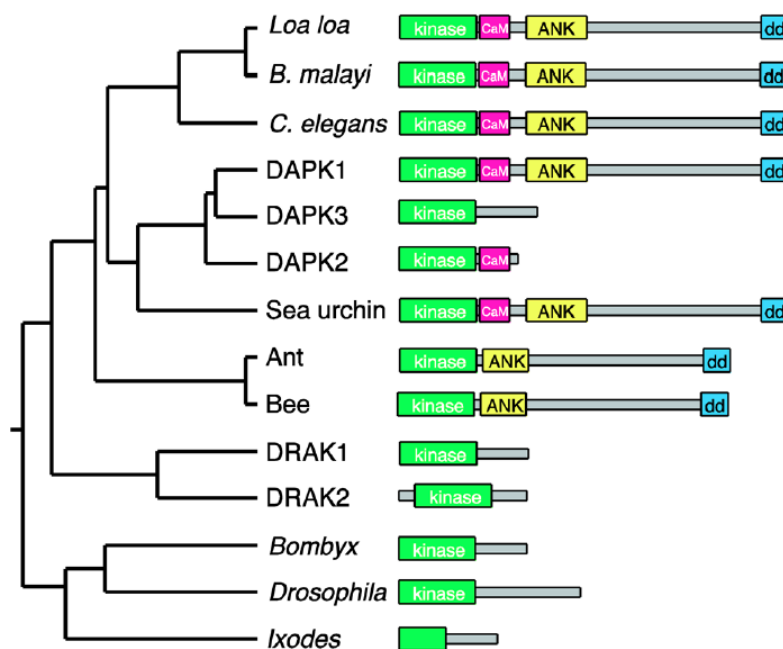 Loa loa kinase CaM ANK dd
B. malayi kinase CaM ANK dd
C. elegans kinase CaM ANK dd
DAPK1 kinase CaM ANK dd
DAPK3 kinase
DAPK2 kinase CaM
Sea urchin kinase CaM ANK dd
Ant kinase ANK dd
Bee kinase ANK dd
DRAK1 kinase
DRAK2 kinase
Bombyx kinase
Drosophila kinase
Ixodes